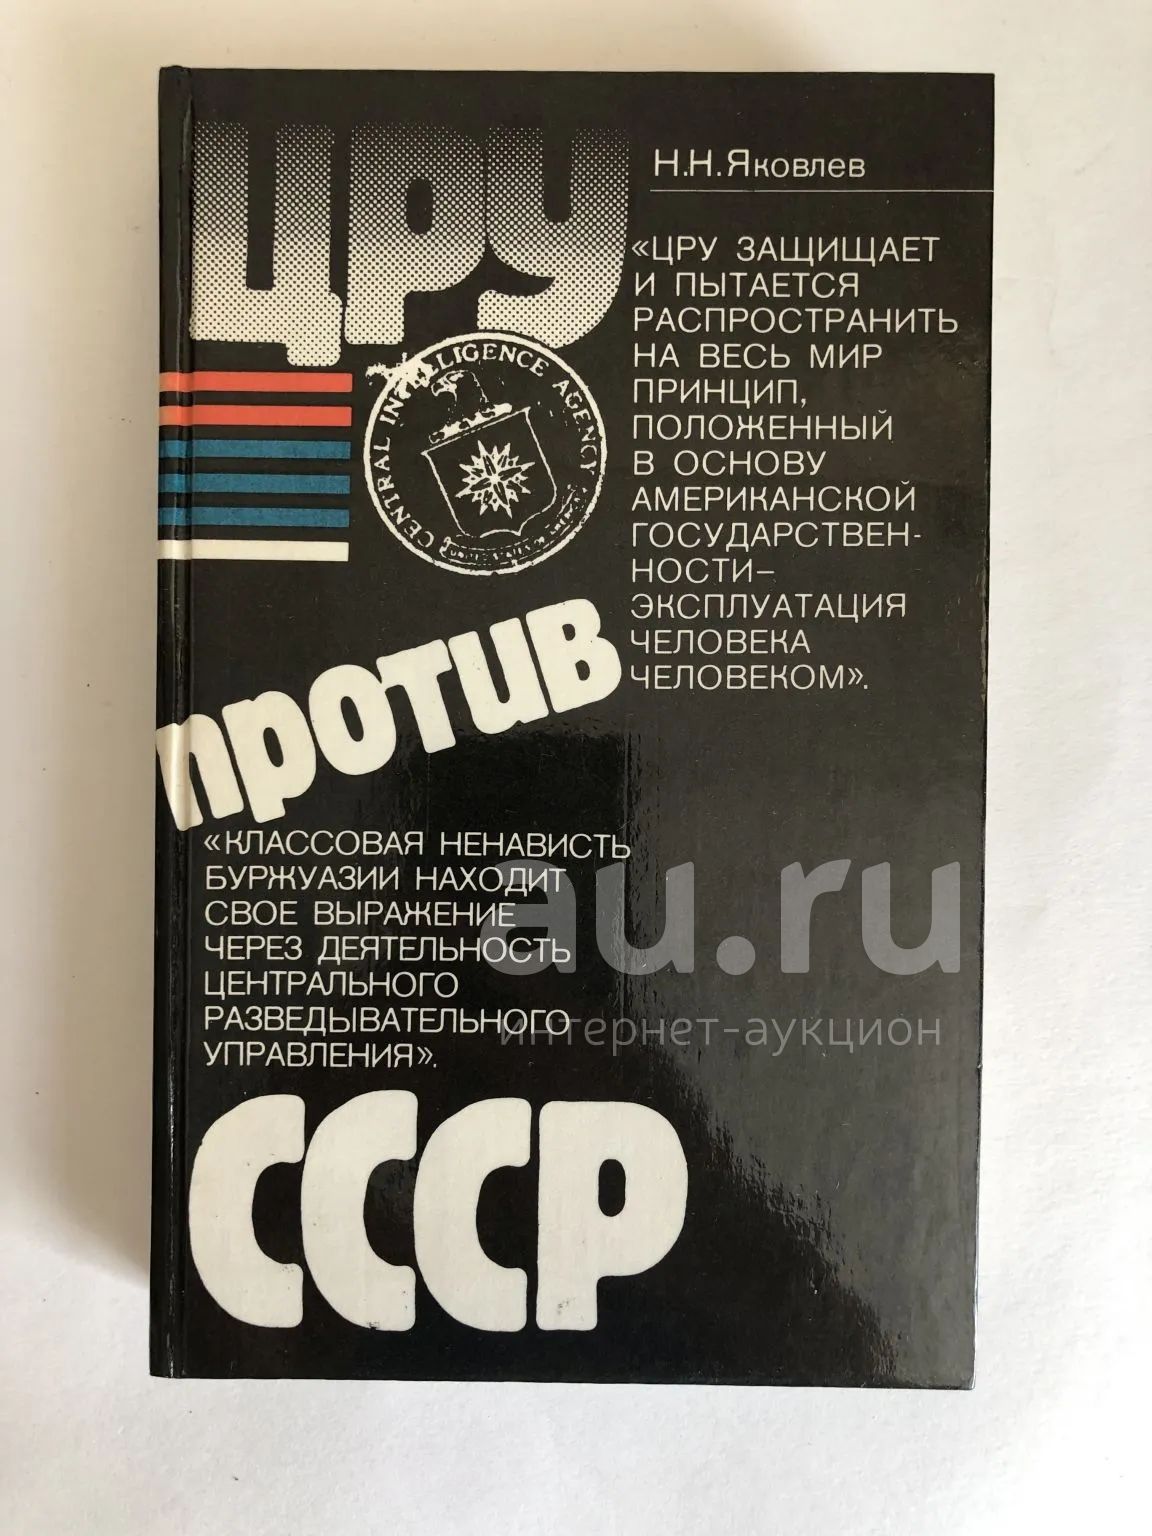 ЦРУ
Н.Н.Яковлев
«ЦРУ ЗАЩИЩАЕТ
И ПЫТАЕТСЯ
РАСПРОСТРАНИТЬ
НА ВЕСЬ МИР
ПРИНЦИП,
ПОЛОЖЕННЫЙ
В ОСНОВУ
АМЕРИКАНСКОЙ
ГОСУДАРСТВЕН-
НОСТИ–
ЭКСПЛУАТАЦИЯ
ЧЕЛОВЕКА
ЧЕЛОВЕКОМ».
CENTRAL INTELLIGENCE AGENCY
против
«КЛАССОВАЯ НЕНАВИСТЬ
БУРЖУАЗИИ НАХОДИТ
СВОЕ ВЫРАЖЕНИЕ
ЧЕРЕЗ ДЕЯТЕЛЬНОСТЬ
ЦЕНТРАЛЬНОГО
РАЗВЕДЫВАТЕЛЬНОГО
УПРАВЛЕНИЯ».
au.ru
интернет-аукцион
СССР